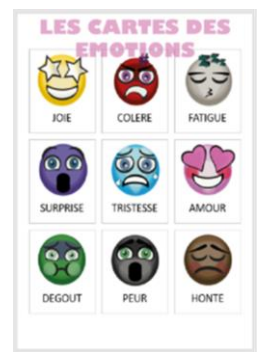 LES CARTES DES
EMOTIONS
JOIE
COLERE
FATIGUE
SURPRISE
TRISTESSE
AMOUR
DEGOUT
PEUR
HONTE